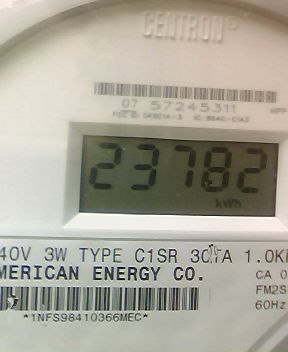 CENTRON®
07 57245311
23782
kWh
40V 3W TYPE C1SR 30TA 1.0K
MERICAN ENERGY CO.
CA 0
FM2S
60Hz
*1NFS98410366MEC*